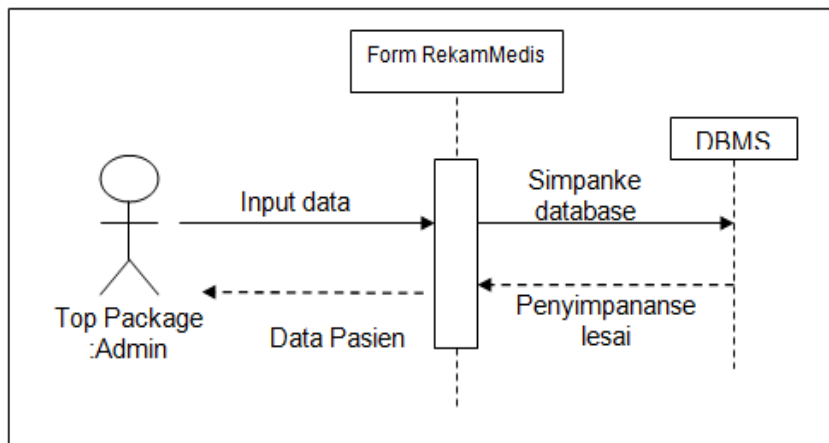 Form RekamMedis
DBMS
Input data
Simpanke
database
Top Package
:Admin
Data Pasien
Penyimpananse
lesai